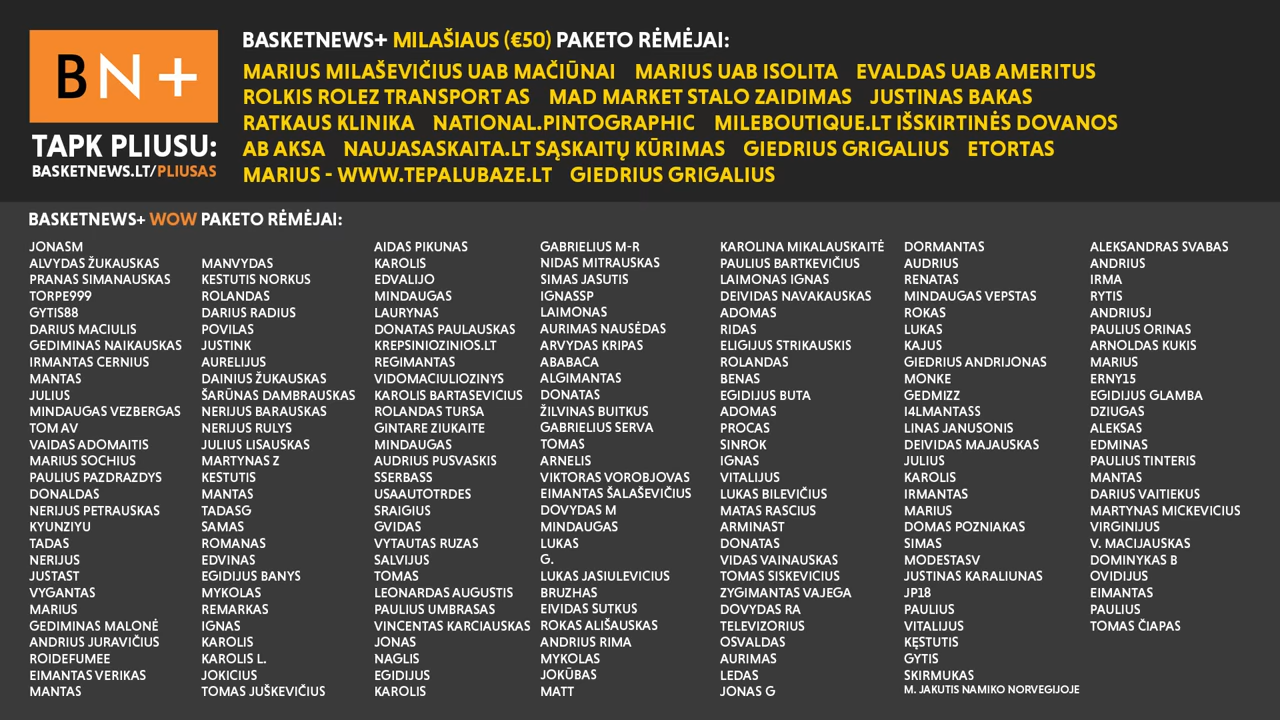 BN+
TAPK PLIUSU:
BASKETNEWS.LT/PLIUSAS
BASKETNEWS+ MILAŠIAUS (€50) PAKETO RĖMĖJAI:
MARIUS MILAŠEVIČIUS UAB MAČIŪNAI MARIUS UAB ISOLITA EVALDAS UAB AMERITUS
ROLKIS ROLEZ TRANSPORT AS MAD MARKET STALO ZAIDIMAS JUSTINAS BAKAS
RATKAUS KLINIKA NATIONAL.PINTOGRAPHIC MILEBOUTIQUE.LT IŠSKIRTINĖS DOVANOS
AB AKSA NAUJASASKAITA.LT SĄSKAITŲ KŪRIMAS GIEDRIUS GRIGALIUS ETORTAS
MARIUS - WWW.TEPALUBAZE.LT GIEDRIUS GRIGALIUS
BASKETNEWS+ WOW PAKETO RĖMĖJAI:
JONASM
ALVYDAS ŽUKAUSKAS
PRANAS SIMANAUSKAS
TORPE999
GYTIS88
DARIUS MACIULIS
GEDIMINAS NAIKAUSKAS
IRMANTAS CERNIUS
MANTAS
JULIUS
MINDAUGAS VEZBERGAS
TOM AV
VAIDAS ADOMAITIS
MARIUS SOCHIUS
PAULIUS PAZDRAZDYS
DONALDAS
NERIJUS PETRAUSKAS
KYUNZIYU
TADAS
NERIJUS
JUSTAST
VYGANTAS
MARIUS
GEDIMINAS MALONĖ
ANDRIUS JURAVIČIUS
ROIDEFUMEE
EIMANTAS VERIKAS
MANTAS
MANVYDAS
KESTUTIS NORKUS
ROLANDAS
DARIUS RADIUS
POVILAS
JUSTINK
AURELIJUS
DAINIUS ŽUKAUSKAS
ŠARŪNAS DAMBRAUSKAS
NERIJUS BARAUSKAS
NERIJUS RULYS
JULIUS LISAUSKAS
MARTYNAS Z
KESTUTIS
MANTAS
TADASG
SAMAS
ROMANAS
EDVINAS
EGIDIJUS BANYS
MYKOLAS
REMARKAS
IGNAS
KAROLIS
KAROLIS L.
JOKICIUS
TOMAS JUŠKEVIČIUS
AIDAS PIKUNAS
KAROLIS
EDVALIJO
MINDAUGAS
LAURYNAS
DONATAS PAULAUSKAS
KREPSINIOZINIOS.LT
REGIMANTAS
VIDOMACIULIOZINYS
KAROLIS BARTASEVICIUS
ROLANDAS TURSA
GINTARE ZIUKAITE
MINDAUGAS
AUDRIUS PUSVASKIS
SSERBASS
USAAUTOTRDES
SRAIGIUS
GVIDAS
VYTAUTAS RUZAS
SALVIJUS
TOMAS
LEONARDAS AUGUSTIS
PAULIUS UMBRASAS
VINCENTAS KARCIAUSKAS
JONAS
NAGLIS
EGIDIJUS
KAROLIS
GABRIELIUS M-R
NIDAS MITRAUSKAS
SIMAS JASUTIS
IGNASSP
LAIMONAS
AURIMAS NAUSĖDAS
ARVYDAS KRIPAS
ABABACA
ALGIMANTAS
DONATAS
ŽILVINAS BUITKUS
GABRIELIUS SERVA
TOMAS
ARNELIS
VIKTORAS VOROBJOVAS
EIMANTAS ŠALAŠEVIČIUS
DOVYDAS M
MINDAUGAS
LUKAS
G.
LUKAS JASIULEVICIUS
BRUZHAS
EIVIDAS SUTKUS
ROKAS ALIŠAUSKAS
ANDRIUS RIMA
MYKOLAS
JOKŪBAS
MATT
KAROLINA MIKALAUSKAITĖ
PAULIUS BARTKEVIČIUS
LAIMONAS IGNAS
DEIVIDAS NAVAKAUSKAS
ADOMAS
RIDAS
ELIGIJUS STRIKAUSKIS
ROLANDAS
BENAS
EGIDIJUS BUTA
ADOMAS
PROCAS
SINROK
IGNAS
VITALIJUS
LUKAS BILEVIČIUS
MATAS RASCIUS
ARMINAST
DONATAS
VIDAS VAINAUSKAS
TOMAS SISKEVICIUS
ZYGIMANTAS VAJEGA
DOVYDAS RA
TELEVIZORIUS
OSVALDAS
AURIMAS
LEDAS
JONAS G
DORMANTAS
AUDRIUS
RENATAS
MINDAUGAS VEPSTAS
ROKAS
LUKAS
KAJUS
GIEDRIUS ANDRIJONAS
MONKE
GEDMIZZ
I4LMANTASS
LINAS JANUSONIS
DEIVIDAS MAJAUSKAS
JULIUS
KAROLIS
IRMANTAS
MARIUS
DOMAS POZNIAKAS
SIMAS
MODESTASV
JUSTINAS KARALIUNAS
JP18
PAULIUS
VITALIJUS
KĘSTUTIS
GYTIS
SKIRMUKAS
M. JAKUTIS NAMIKO NORVEGIJOJE
ALEKSANDRAS SVABAS
ANDRIUS
IRMA
RYTIS
ANDRIUSJ
PAULIUS ORINAS
ARNOLDAS KUKIS
MARIUS
ERNY15
EGIDIJUS GLAMBA
DZIUGAS
ALEKSAS
EDMINAS
PAULIUS TINTERIS
MANTAS
DARIUS VAITIEKUS
MARTYNAS MICKEVICIUS
VIRGINIJUS
V. MACIJAUSKAS
DOMINYKAS B
OVIDIJUS
EIMANTAS
PAULIUS
TOMAS ČIAPAS